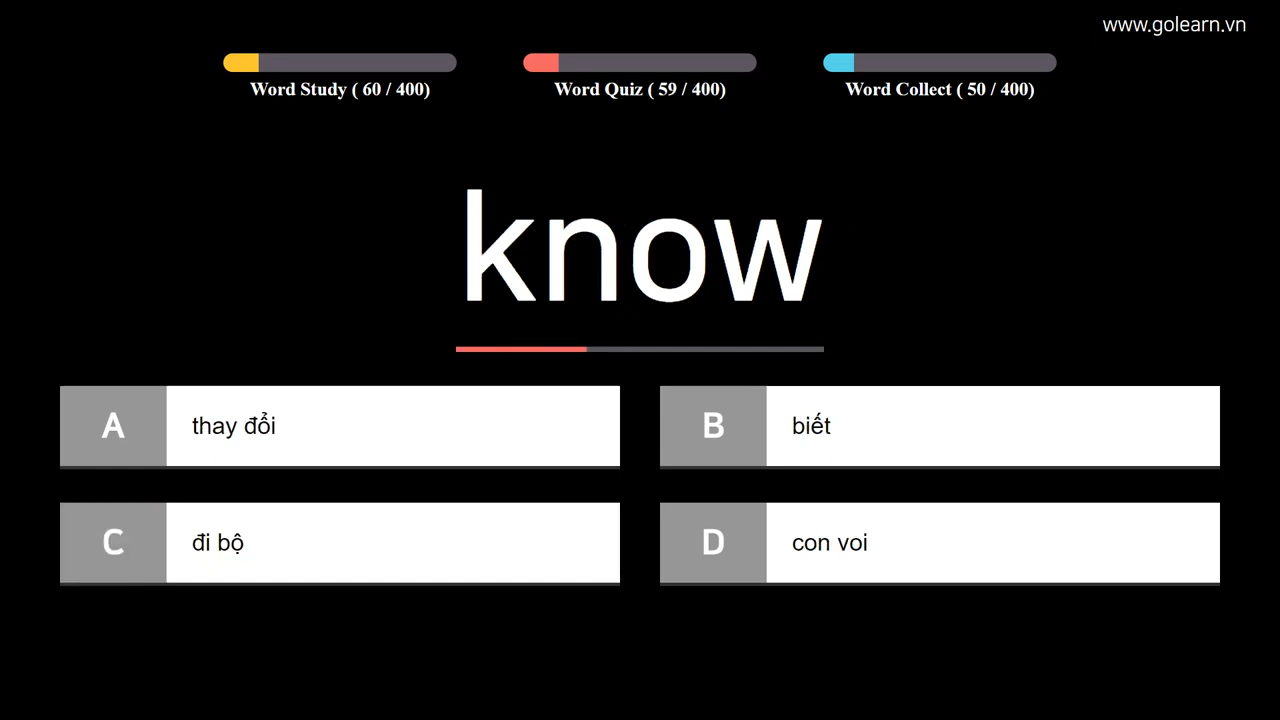 www.golearn.vn
Word Study ( 60 / 400)
Word Quiz ( 59 / 400)
Word Collect ( 50 / 400)
know
A thay đổi
B biết
C đi bộ
D con voi